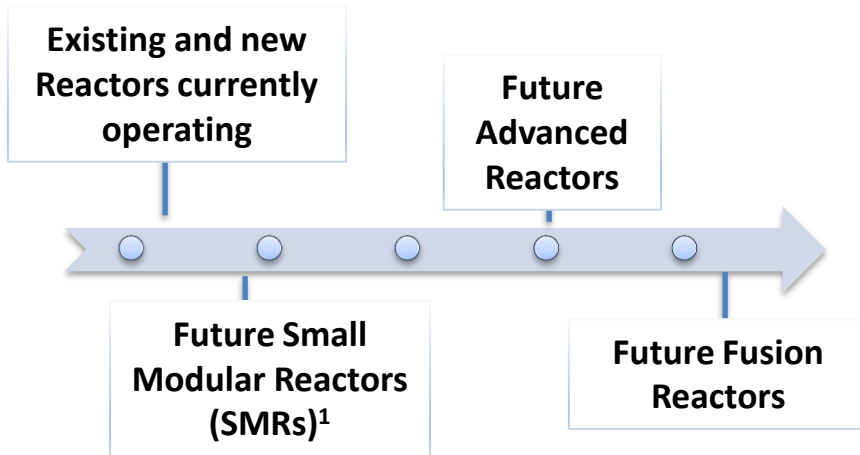 Existing and new
Reactors currently
operating
Future
Advanced
Reactors
Future Small
Modular Reactors
(SMRs)¹
Future Fusion
Reactors